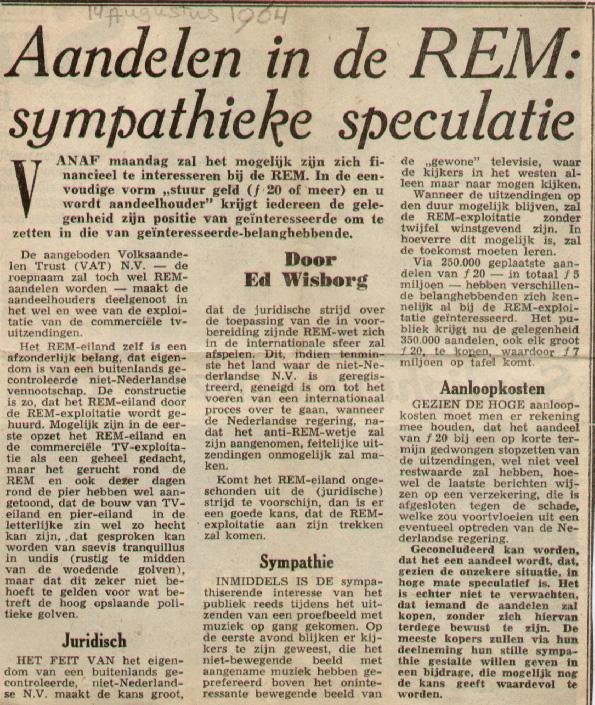 14 Augustus 1964
Aandelen in de REM:
sympathieke speculatie
VANAF maandag zal het mogelijk zijn zich fi-
nancieel te interesseren bij de REM. In de een-
voudige vorm „stuur geld (ƒ 20 of meer) en u
wordt aandeelhouder” krijgt iedereen de gele-
genheid zijn positie van geïnteresseerde om te
zetten in die van geïnteresseerde-belanghebbende.
De aangeboden Volksaande-
len Trust (VAT) N.V. — de
roepnaam zal toch wel REM-
aandelen worden — maakt de
aandeelhouders deelgenoot in
het wel en wee van de exploi-
tatie van de commerciële tv-
uitzendingen.
Het REM-eiland zelf is een
afzonderlijk belang, dat eigen-
dom is van een buitenlands ge-
controleerde niet-Nederlandse
vennootschap. De constructie
is zo, dat het REM-eiland door
de REM-exploitatie wordt ge-
huurd. Mogelijk zijn in de eer-
ste opzet het REM-eiland en
de commerciële TV-exploita-
tie als een geheel gedacht,
maar het gerucht rond de
REM en ook dezer dagen
rond de pier hebben wel aan-
getoond, dat de bouw van TV-
eiland en pier-eiland in de
letterlijke zin wel zo hecht
kan zijn, dat gesproken kan
worden van saevis tranquillus
in undis (rustig te midden
van de woedende golven),
maar dat dit zeker niet be-
hoeft te gelden voor wat be-
treft de hoog opslaande poli-
tieke golven.
Juridisch
HET FEIT VAN het eigen-
dom van een buitenlands ge-
controleerde, niet-Nederland-
se N.V. maakt de kans groot,
Door
Ed Wisborg
dat de juridische strijd over
de toepassing van de in voor-
bereiding zijnde REM-wet zich
in de internationale sfeer zal
afspelen. Dit, indien tenmin-
ste het land waar de niet-Ne-
derlandse N.V. is geregis-
treerd, geneigd is om tot het
voeren van een internationaal
proces over te gaan, wanneer
de Nederlandse regering, na-
dat het anti-REM-wetje zal
zijn aangenomen, feitelijke uit-
zendingen onmogelijk zal ma-
ken.
Komt het REM-eiland onge-
schonden uit de (juridische)
strijd te voorschijn, dan is er
een goede kans, dat de REM-
exploitatie aan zijn trekken
zal komen.
Sympathie
INMIDDELS IS DE sympa-
thiserende interesse van het
publiek reeds tijdens het uit-
zenden van een proefbeeld met
muziek op gang gekomen. Op
de eerste avond blijken er kij-
kers te zijn geweest, die het
niet-bewegende beeld met
aangename muziek hebben ge-
prefereerd boven het oninte-
ressante bewegende beeld van
de „gewone” televisie, waar
de kijkers in het westen al-
leen maar naar mogen kijken.
Wanneer de uitzendingen op
den duur mogelijk blijven, zal
de REM-exploitatie zonder
twijfel winstgevend zijn. In
hoeverre dit mogelijk is, zal
de toekomst moeten leren.
Via 250.000 geplaatste aan-
delen van ƒ 20 — in totaal ƒ 5
miljoen — hebben verschillen-
de belanghebbenden zich ken-
nelijk al bij de REM-exploi-
tatie geïnteresseerd. Het pu-
bliek krijgt nu de gelegenheid
350.000 aandelen, ook elk groot
ƒ 20, te kopen, waardoor ƒ 7
miljoen op tafel komt.
Aanloopkosten
GEZIEN DE HOGE aanloop-
kosten moet men er rekening
mee houden, dat het aandeel
van ƒ 20 bij een op korte ter-
mijn gedwongen stopzetten van
de uitzendingen, wel niet veel
restwaarde zal hebben, hoe-
wel de laatste berichten wij-
zen op een verzekering, die is
afgesloten tegen de schade,
welke zou voortvloeien uit een
eventueel optreden van de Ne-
derlandse regering.
Geconcludeerd kan worden,
dat het een aandeel wordt, dat,
gezien de onzekere situatie, in
hoge mate speculatief is. Het
is echter niet te verwachten,
dat iemand de aandelen zal
kopen, zonder zich hiervan
terdege bewust te zijn. De
meeste kopers zullen via hun
deelneming hun stille sympa-
thie gestalte willen geven in
een bijdrage, die mogelijk nog
de kans geeft waardevol te
worden.